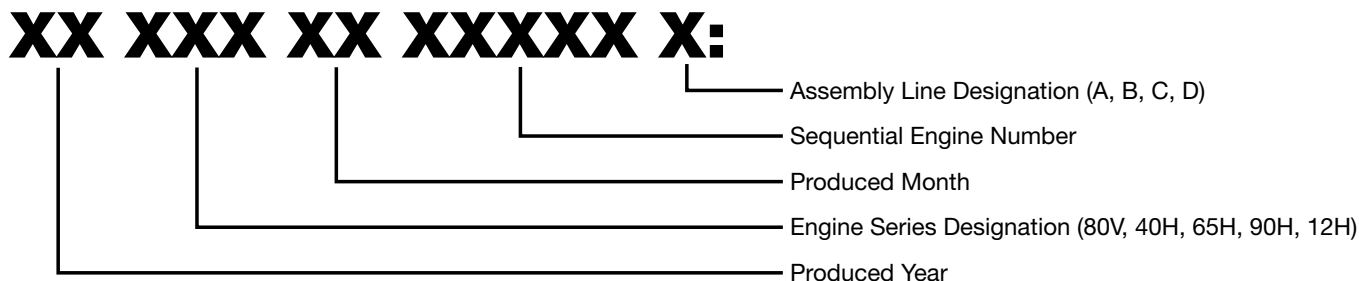 XX XXX XX XXXXX X:
Assembly Line Designation (A, B, C, D)
Sequential Engine Number
Produced Month
Engine Series Designation (80V, 40H, 65H, 90H, 12H)
Produced Year